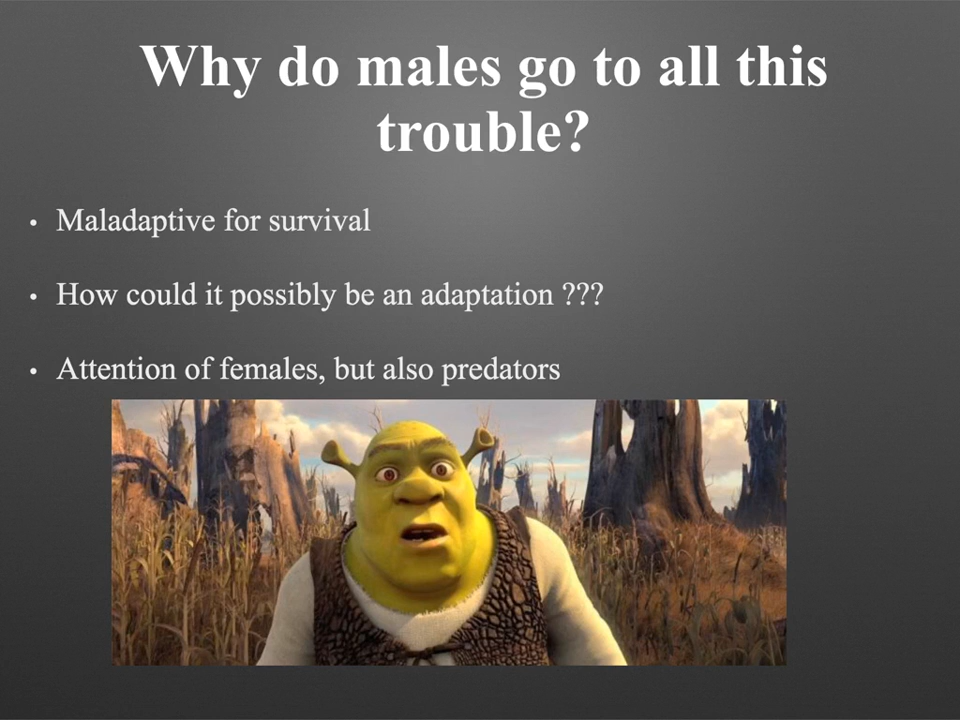 Why do males go to all this
trouble?
• Maladaptive for survival
• How could it possibly be an adaptation ???
• Attention of females, but also predators